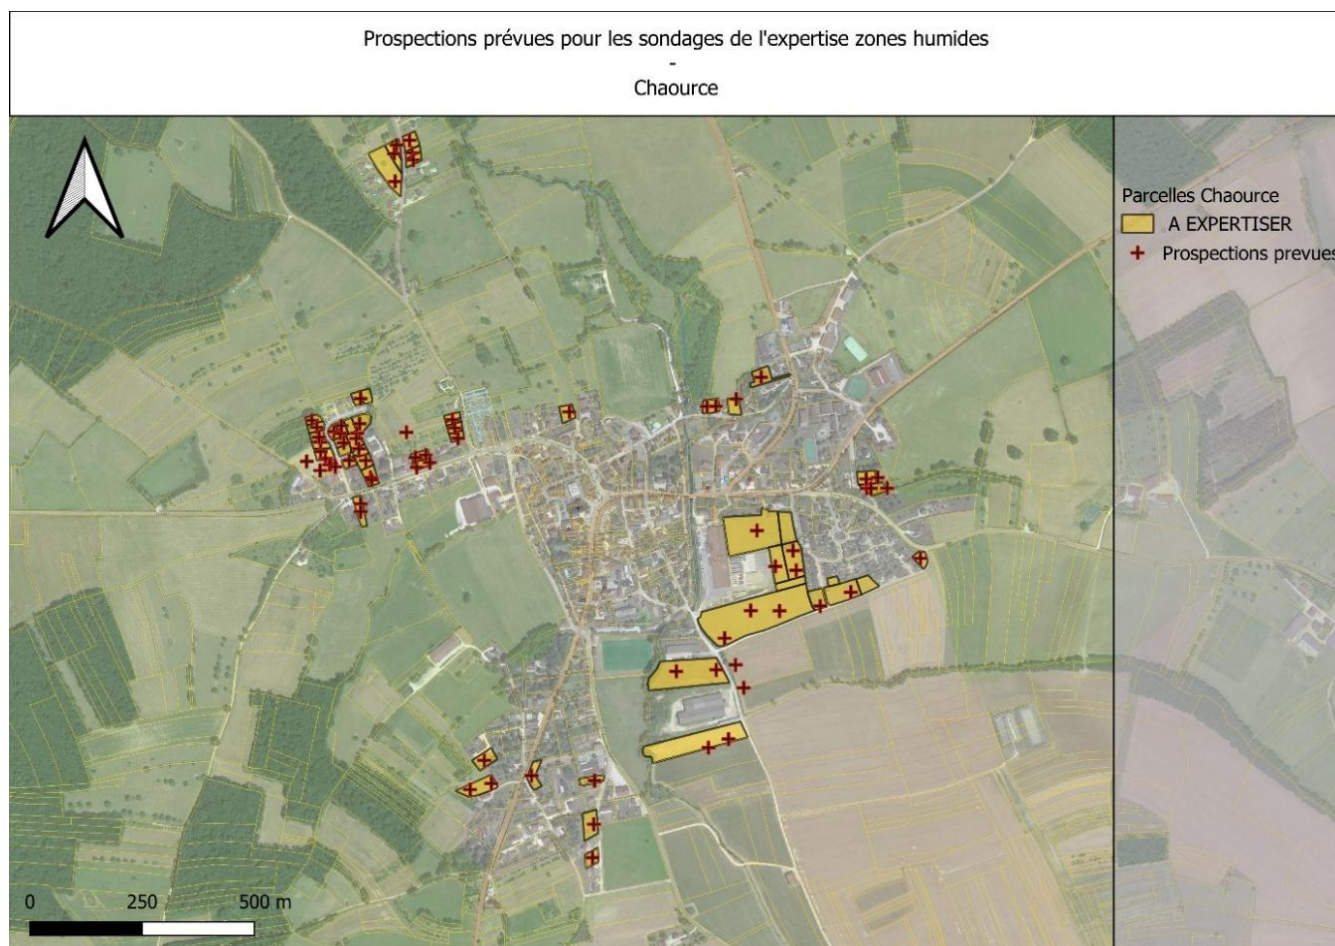 Prospections prévues pour les sondages de l'expertise zones humides
-
Chaource
Parcelles Chaource
A EXPERTISER
Prospections prevues
0 250 500 m